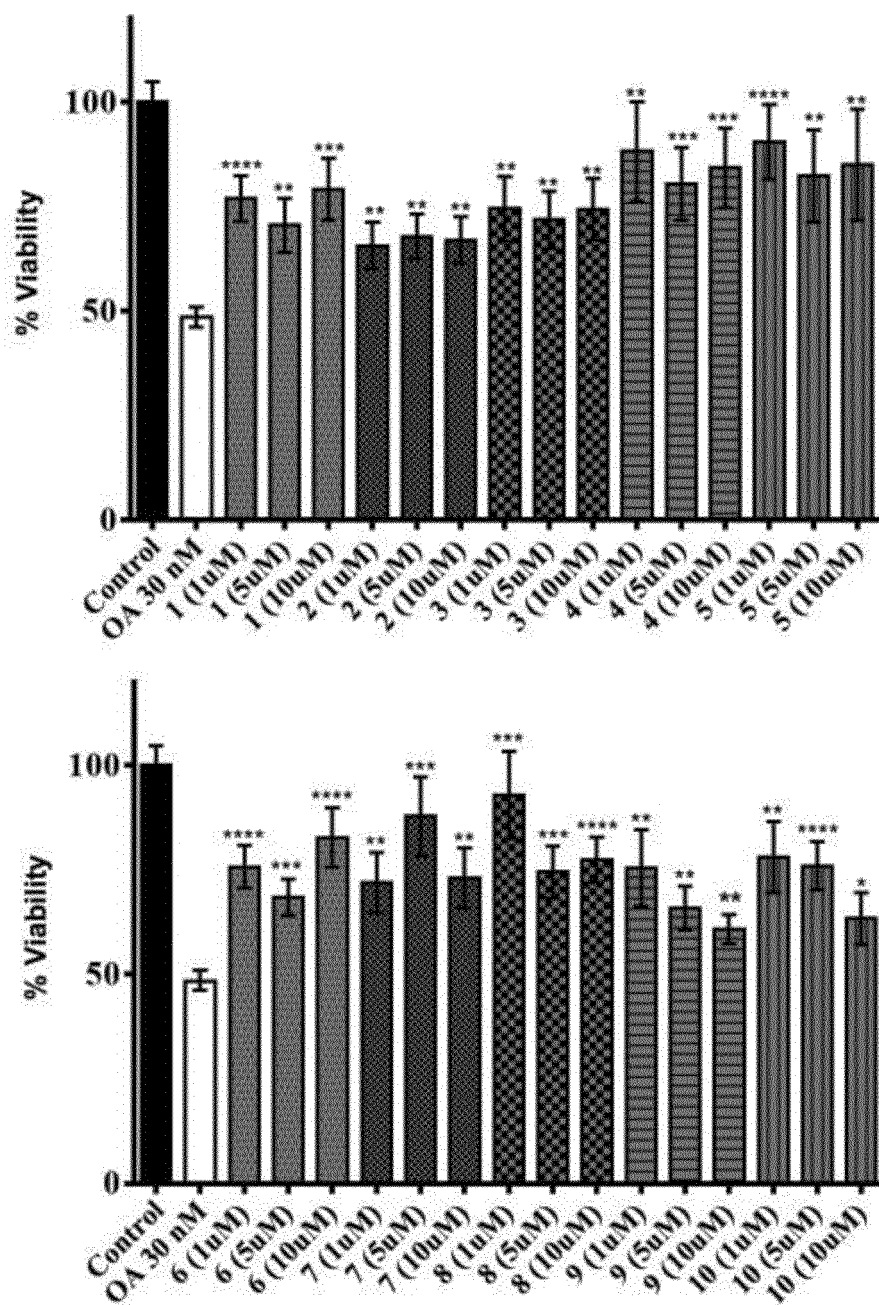 100
50
0
% Viability
****
**
***
**
**
**
**
**
**
**
***
***
****
**
**
Control
OA 30 nM
1 (1uM)
1 (5uM)
1 (10uM)
2 (1uM)
2 (5uM)
2 (10uM)
3 (1uM)
3 (5uM)
3 (10uM)
4 (1uM)
4 (5uM)
4 (10uM)
5 (1uM)
5 (5uM)
5 (10uM)
100
50
0
% Viability
****
***
****
**
***
**
***
***
****
**
**
**
**
****
*
Control
OA 30 nM
6 (1uM)
6 (5uM)
6 (10uM)
7 (1uM)
7 (5uM)
7 (10uM)
8 (1uM)
8 (5uM)
8 (10uM)
9 (1uM)
9 (5uM)
9 (10uM)
10 (1uM)
10 (5uM)
10 (10uM)